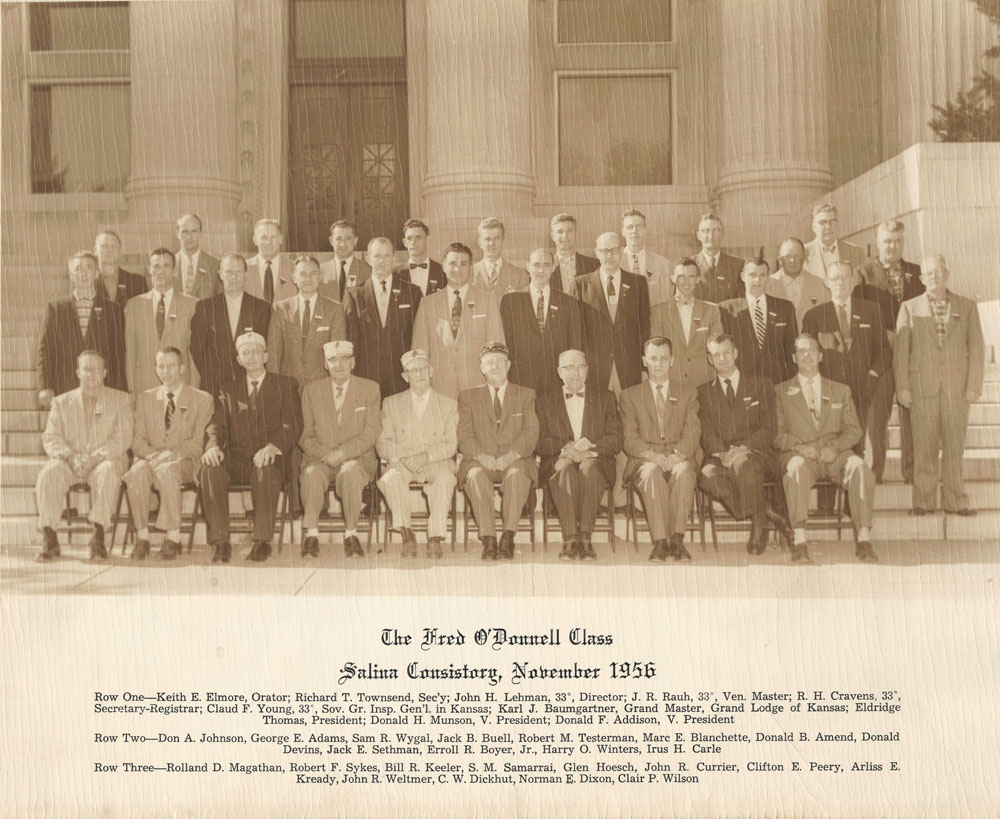 The Fred O'Donnell Class
Salina Consistory, November 1956
Row One—Keith E. Elmore, Orator; Richard T. Townsend, Sec'y; John H. Lehman, 33°, Director; J. R. Rauh, 33°, Ven. Master; R. H. Cravens, 33°,
Secretary-Registrar; Claud F. Young, 33°, Sov. Gr. Insp. Gen'l. in Kansas; Karl J. Baumgartner, Grand Master, Grand Lodge of Kansas; Eldridge
Thomas, President; Donald H. Munson, V. President; Donald F. Addison, V. President
Row Two—Don A. Johnson, George E. Adams, Sam R. Wygal, Jack B. Buell, Robert M. Testerman, Marc E. Blanchette, Donald B. Amend, Donald
Devins, Jack E. Sethman, Erroll R. Boyer, Jr., Harry O. Winters, Irus H. Carle
Row Three—Rolland D. Magathan, Robert F. Sykes, Bill R. Keeler, S. M. Samarrai, Glen Hoesch, John R. Currier, Clifton E. Peery, Arliss E.
Kready, John R. Weltmer, C. W. Dickhut, Norman E. Dixon, Clair P. Wilson